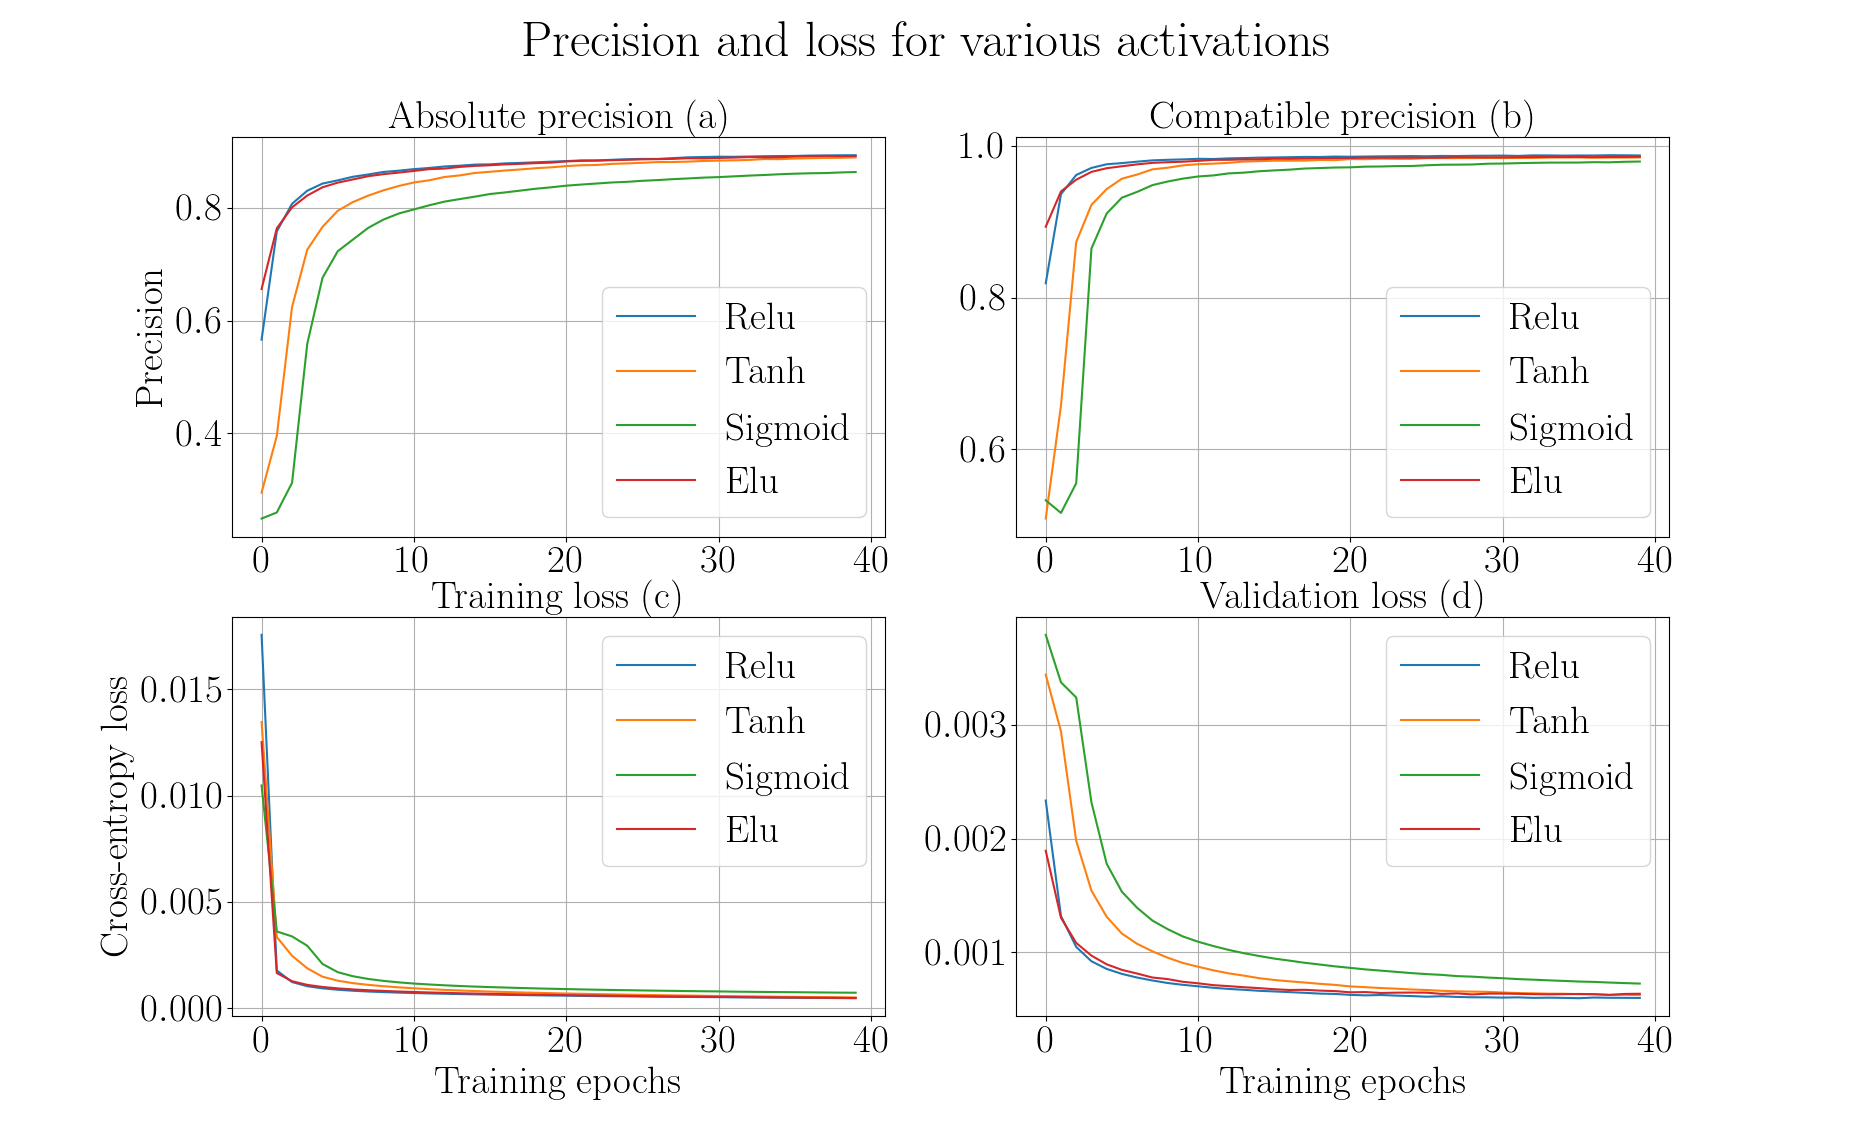 Precision and loss for various activations
Absolute precision (a)
Precision
0.8
0.6
0.4
0 10 20 30 40
Relu
Tanh
Sigmoid
Elu
Compatible precision (b)
1.0
0.8
0.6
0 10 20 30 40
Relu
Tanh
Sigmoid
Elu
Training loss (c)
Cross-entropy loss
0.015
0.010
0.005
0.000
0 10 20 30 40
Training epochs
Relu
Tanh
Sigmoid
Elu
Validation loss (d)
0.003
0.002
0.001
0 10 20 30 40
Training epochs
Relu
Tanh
Sigmoid
Elu